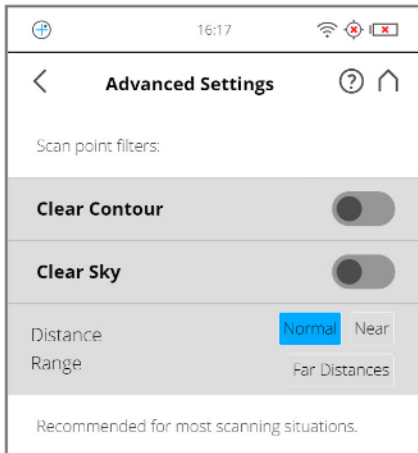 16:17
Advanced Settings
Scan point filters:
Clear Contour
Clear Sky
Distance
Range
Normal
Near
Far Distances
Recommended for most scanning situations.